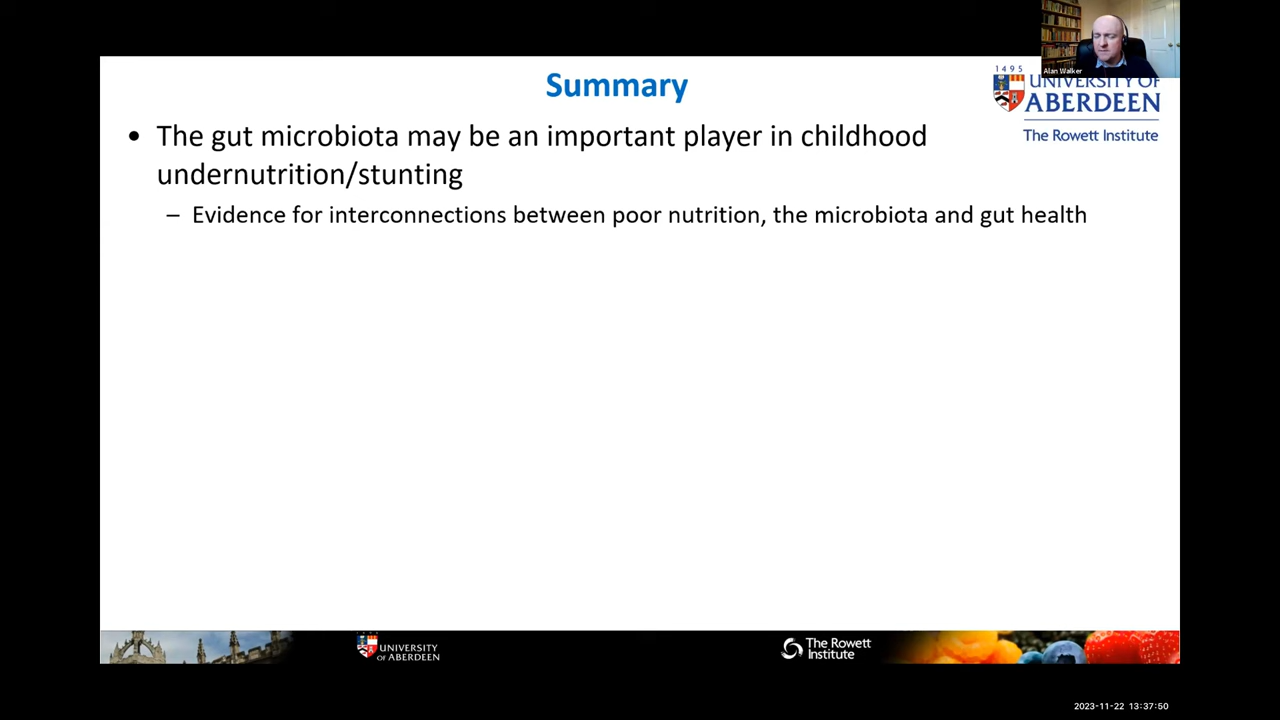 Alan Walker
Summary
1495
UNIVERSITY OF
ABERDEEN
The Rowett Institute
• The gut microbiota may be an important player in childhood
undernutrition/stunting
– Evidence for interconnections between poor nutrition, the microbiota and gut health
UNIVERSITY
OF ABERDEEN
The Rowett
Institute
2023-11-22 13:37:50